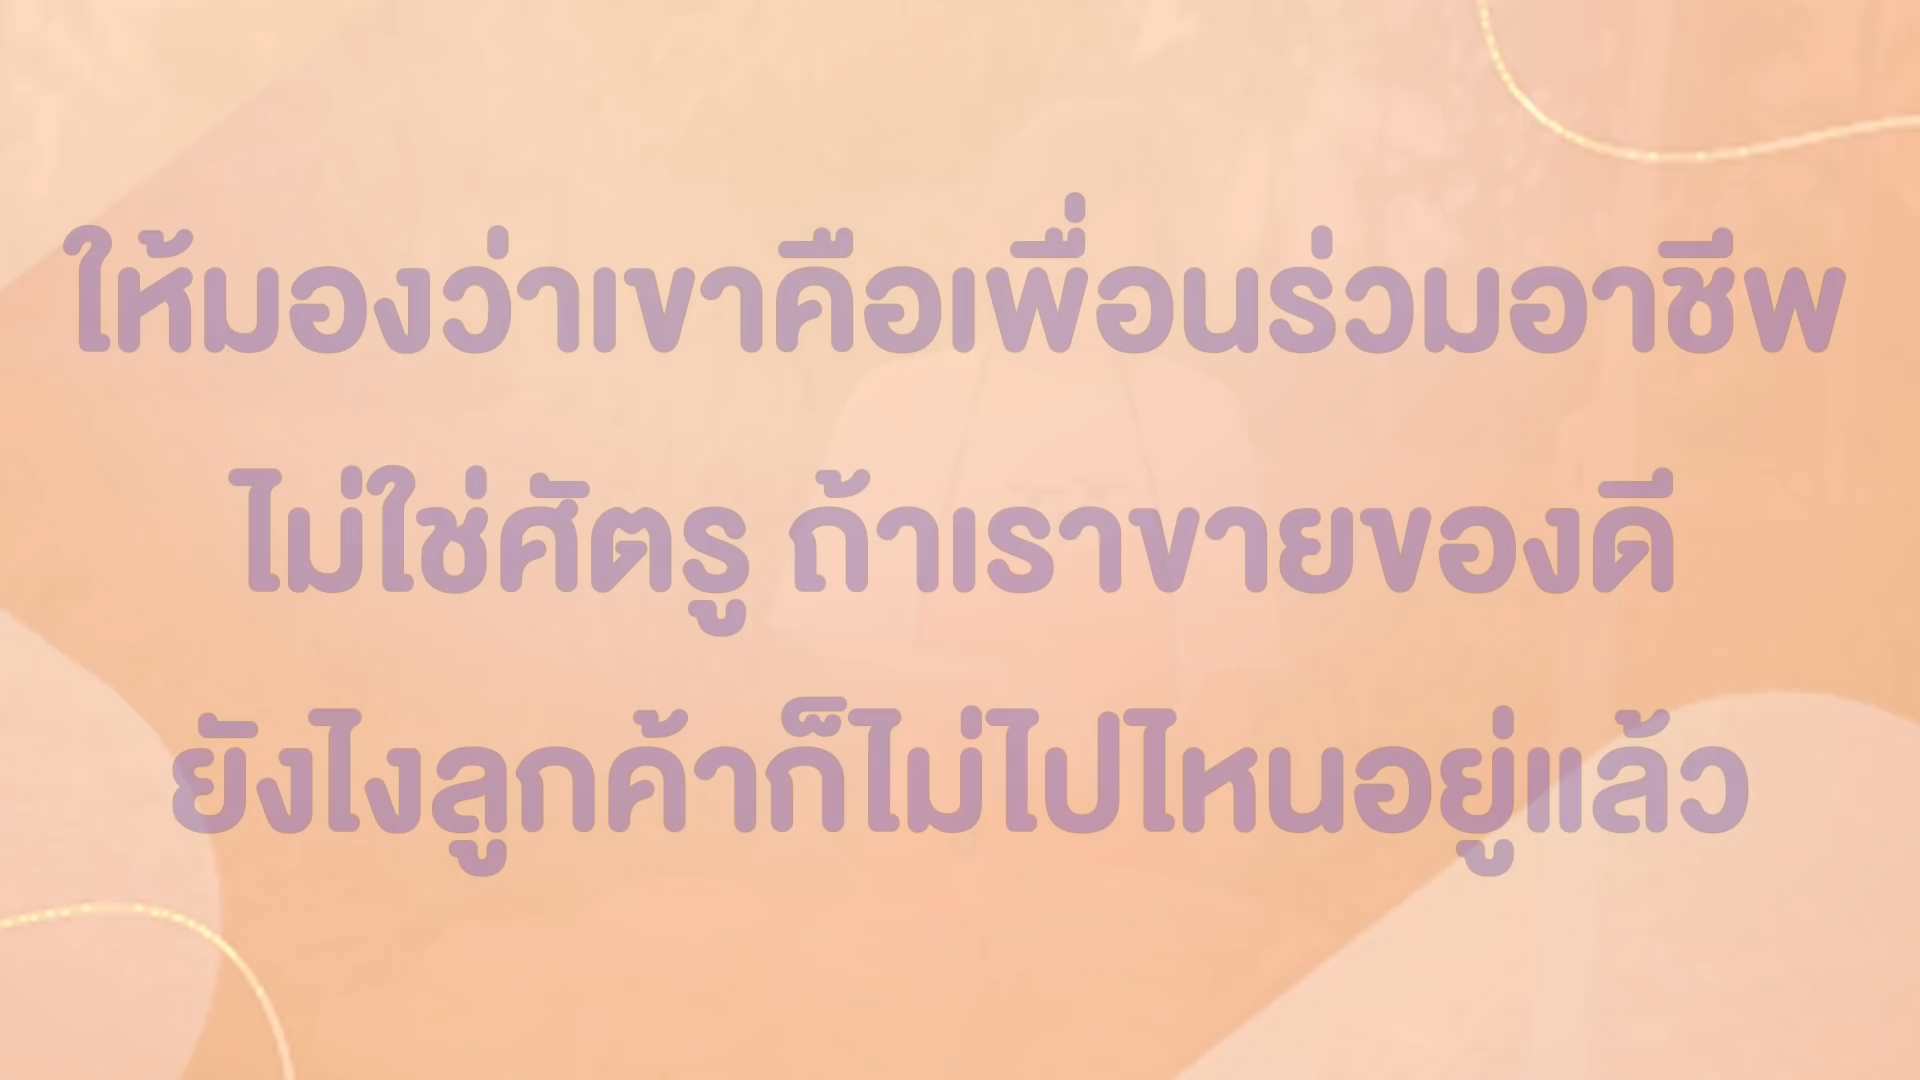 ให้มองว่าเขาคือเพื่อนร่วมอาชีพ
ไม่ใช่ศัตรู ถ้าเราขายของดี
ยังไงลูกค้าก็ไม่ไปไหนอยู่แล้ว